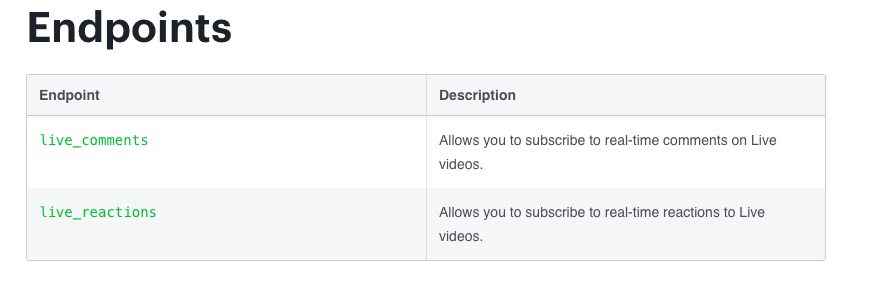 Endpoints
Endpoint
Description
live_comments
Allows you to subscribe to real-time comments on Live
videos.
live_reactions
Allows you to subscribe to real-time reactions to Live
videos.